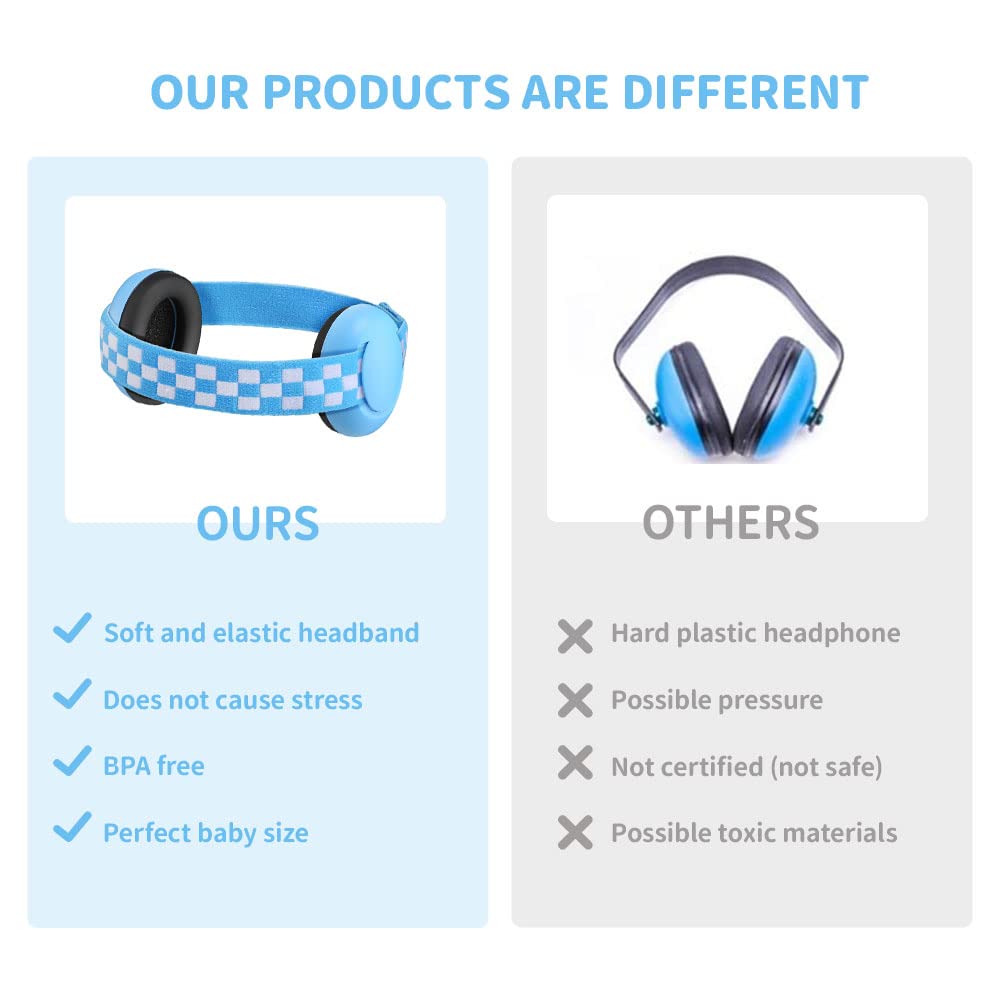 OUR PRODUCTS ARE DIFFERENT
OURS
Soft and elastic headband
Does not cause stress
BPA free
Perfect baby size
OTHERS
Hard plastic headphone
Possible pressure
Not certified (not safe)
Possible toxic materials